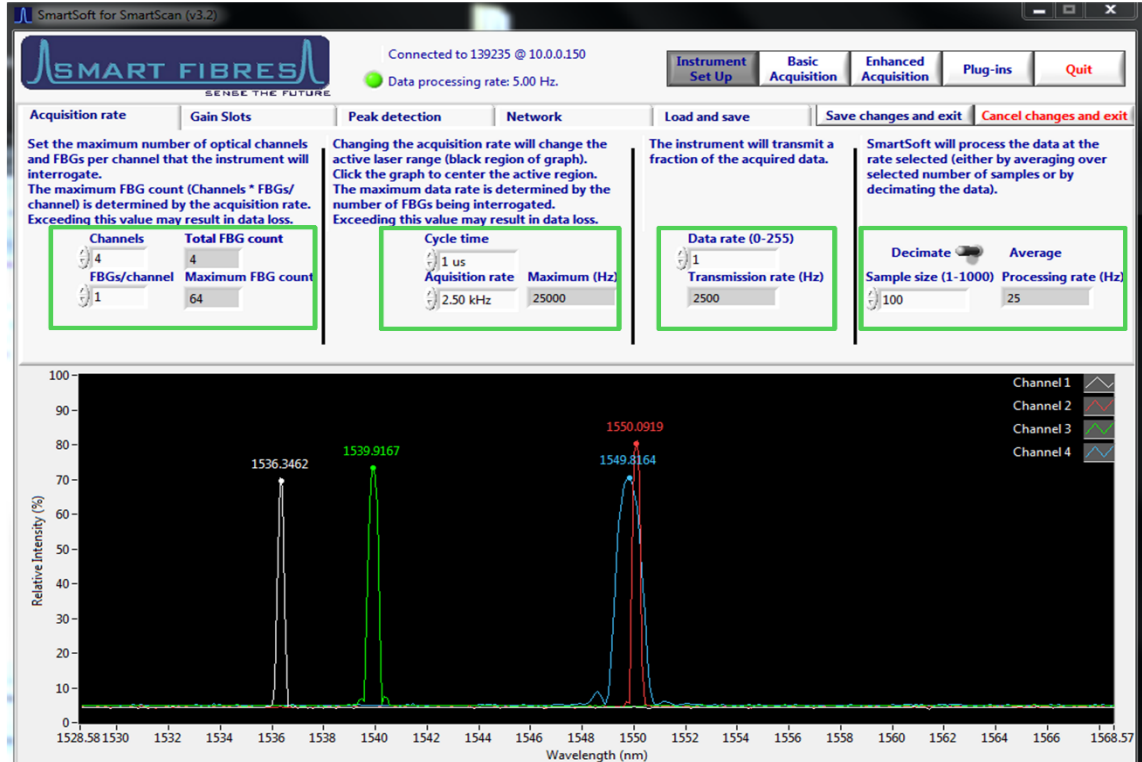 SmartSoft for SmartScan (v3.2)
SMART FIBRES
SENSE THE FUTURE
Connected to 139235 @ 10.0.0.150
Data processing rate: 5.00 Hz.
Instrument
Set Up
Basic
Acquisition
Enhanced
Acquisition
Plug-ins
Quit
Acquisition rate
Gain Slots
Peak detection
Network
Load and save
Save changes and exit
Cancel changes and exit
Set the maximum number of optical channels
and FBGs per channel that the instrument will
interrogate.
The maximum FBG count (Channels * FBGs/
channel) is determined by the acquisition rate.
Exceeding this value may result in data loss.
Channels
Total FBG count
4
4
FBGs/channel
Maximum FBG count
1
64
Changing the acquisition rate will change the
active laser range (black region of graph).
Click the graph to center the active region.
The maximum data rate is determined by the
number of FBGs being interrogated.
Exceeding this value may result in data loss.
Cycle time
1 us
Aquisition rate
Maximum (Hz)
2.50 kHz
25000
The instrument will transmit a
fraction of the acquired data.
Data rate (0-255)
1
Transmission rate (Hz)
2500
SmartSoft will process the data at the
rate selected (either by averaging over
selected number of samples or by
decimating the data).
Decimate
Average
Sample size (1-1000)
Processing rate (Hz)
100
25
Channel 1
Channel 2
Channel 3
Channel 4
1536.3462
1539.9167
1550.0919
1549.8164
Relative Intensity (%)
100
90
80
70
60
50
40
30
20
10
0
1528.58
1530
1532
1534
1536
1538
1540
1542
1544
1546
1548
1550
1552
1554
1556
1558
1560
1562
1564
1566
1568.57
Wavelength (nm)